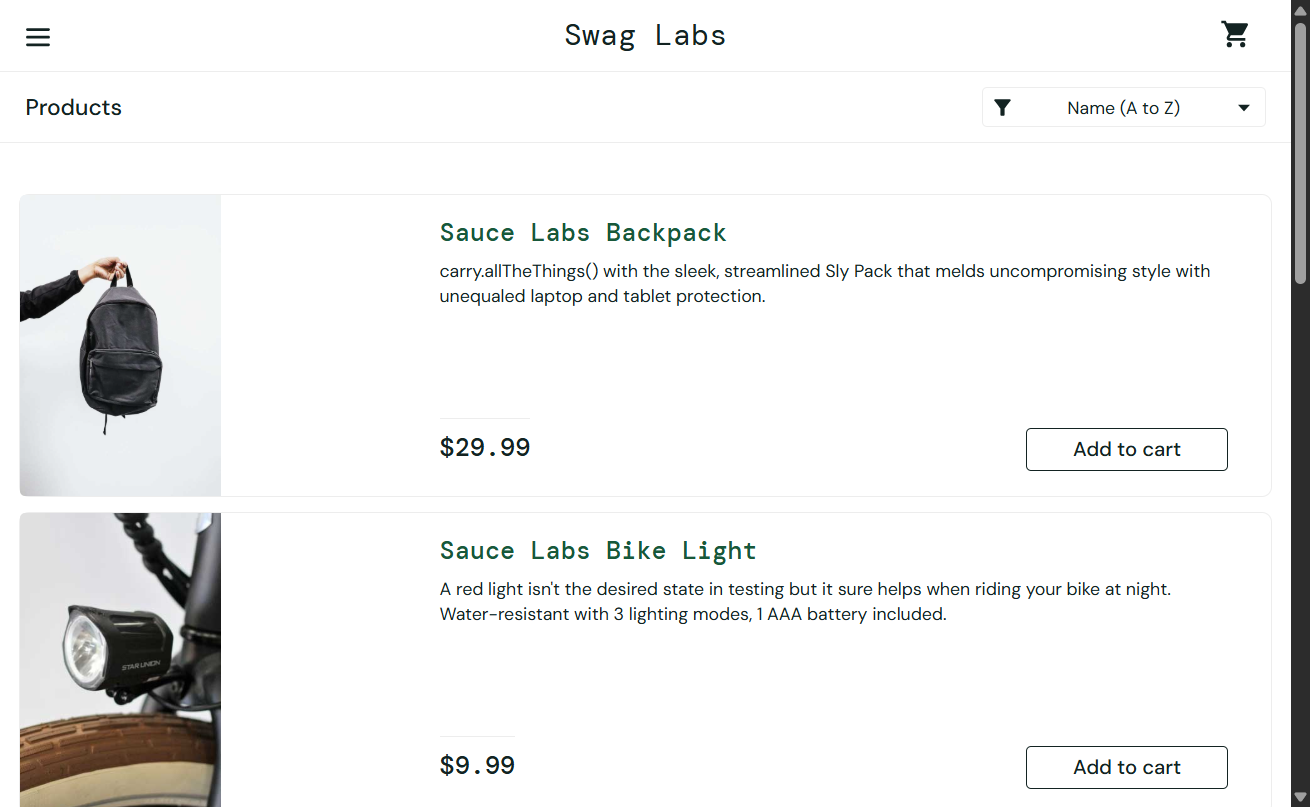 Swag Labs
Products
Name (A to Z)
Sauce Labs Backpack
carry.allTheThings() with the sleek, streamlined Sly Pack that melds uncompromising style with
unequaled laptop and tablet protection.
$29.99
Add to cart
Sauce Labs Bike Light
A red light isn't the desired state in testing but it sure helps when riding your bike at night.
Water-resistant with 3 lighting modes, 1 AAA battery included.
STAR UNION
$9.99
Add to cart